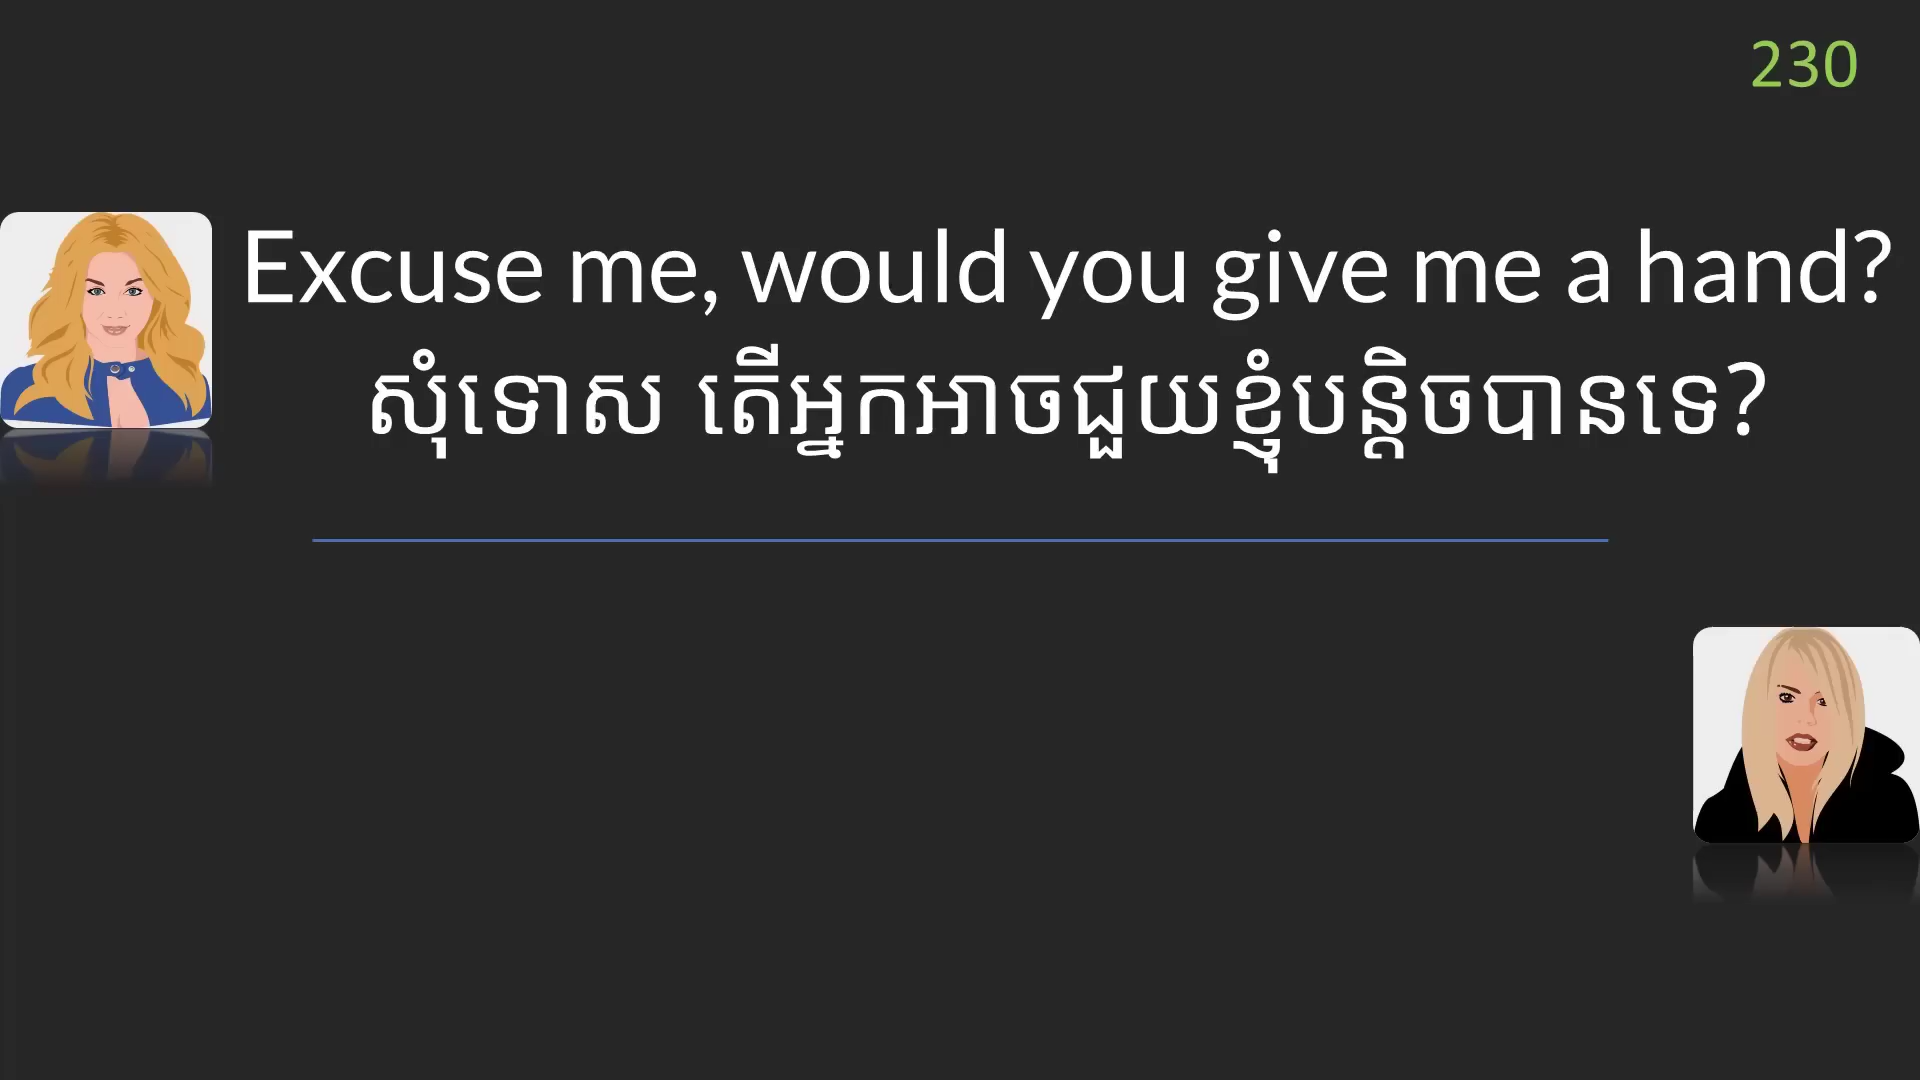 230
Excuse me, would you give me a hand?
សុំទោស តើអ្នកអាចជួយខ្ញុំបន្តិចបានទេ?